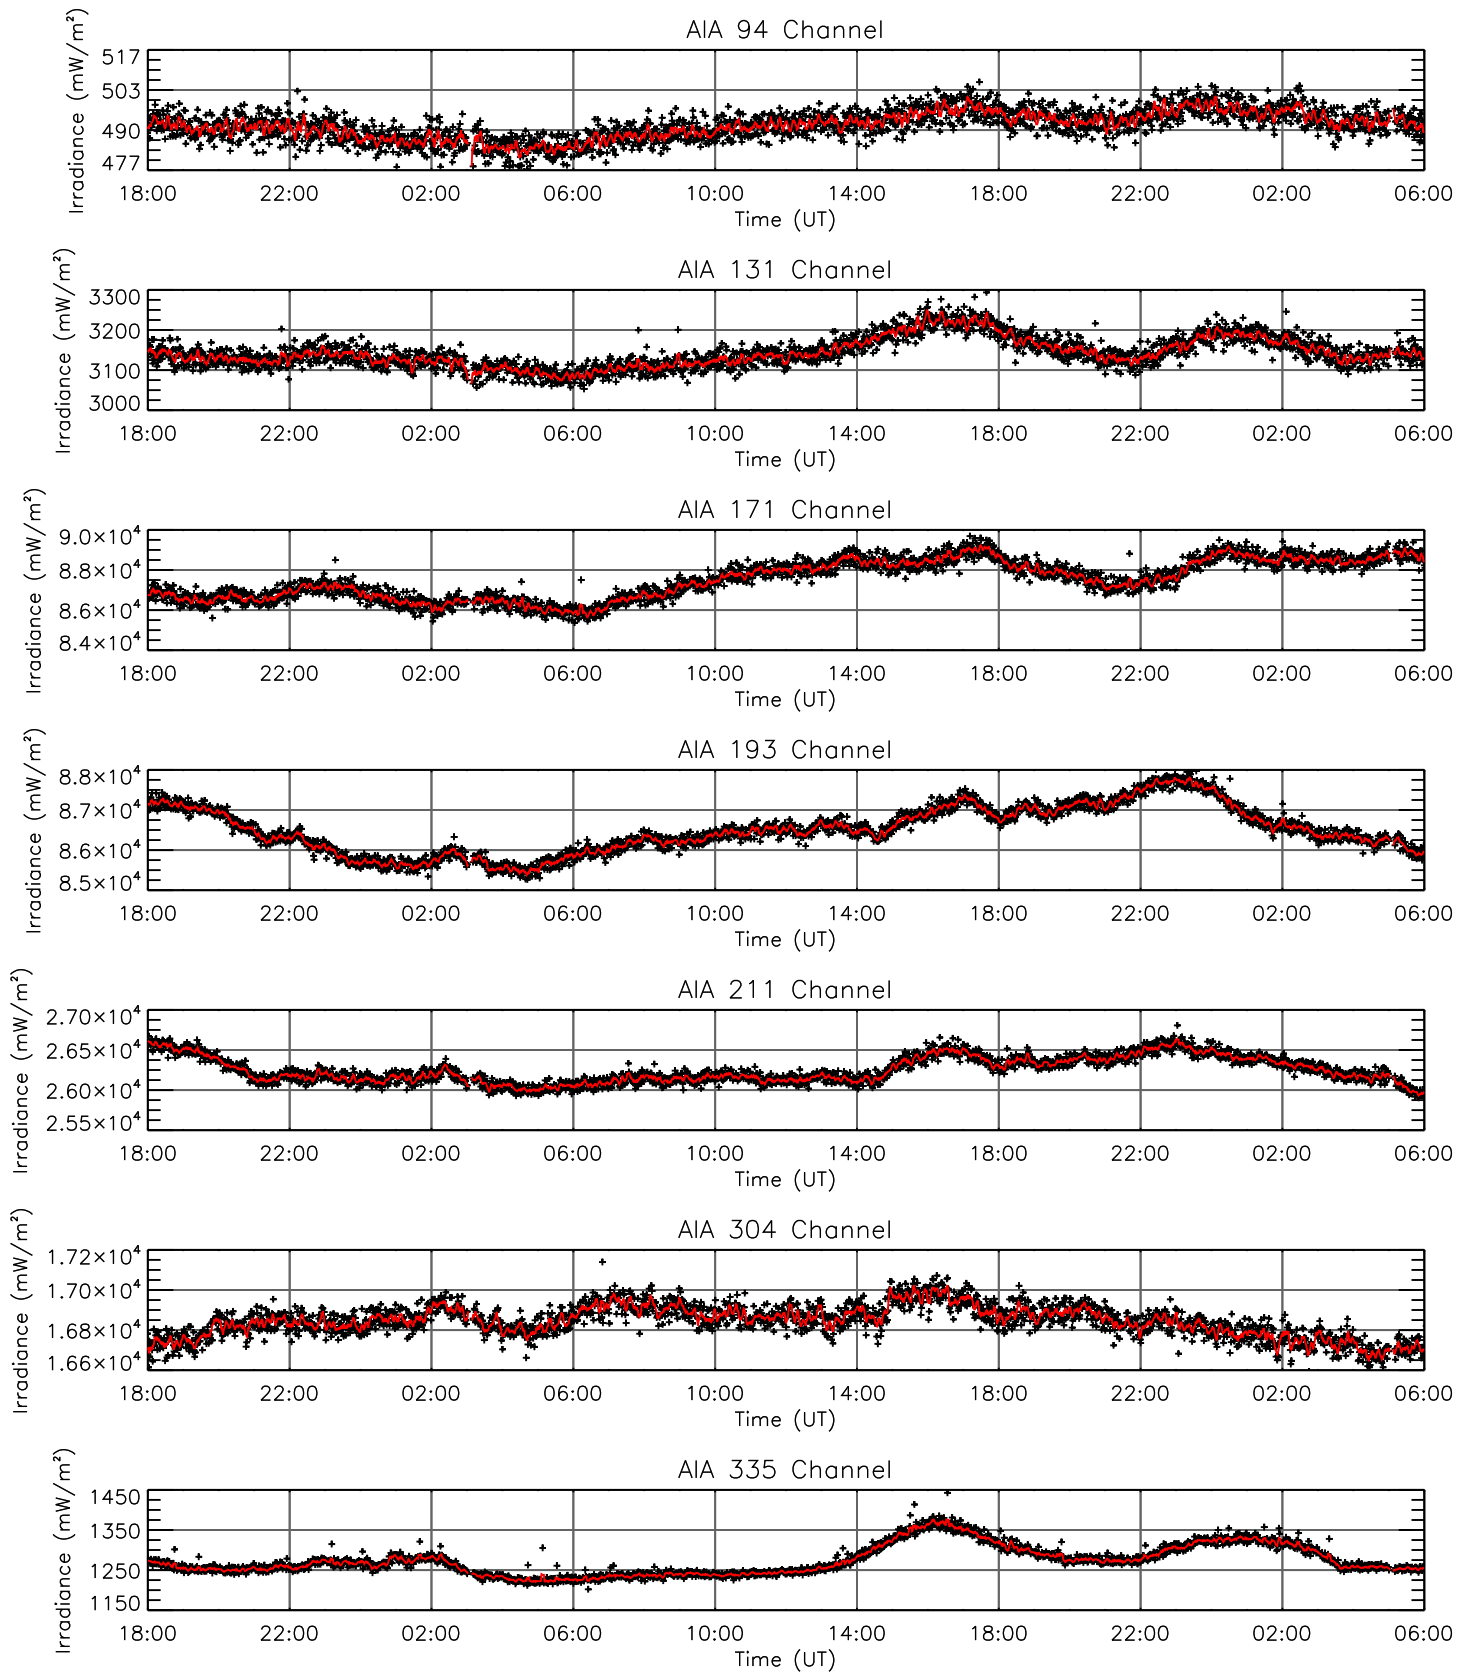 AIA 94 Channel
Irradiance (mW/m²)
517
503
490
477
18:00 22:00 02:00 06:00 10:00 14:00 18:00 22:00 02:00 06:00
Time (UT)
AIA 131 Channel
Irradiance (mW/m²)
3300
3200
3100
3000
18:00 22:00 02:00 06:00 10:00 14:00 18:00 22:00 02:00 06:00
Time (UT)
AIA 171 Channel
Irradiance (mW/m²)
9.0×10⁴
8.8×10⁴
8.6×10⁴
8.4×10⁴
18:00 22:00 02:00 06:00 10:00 14:00 18:00 22:00 02:00 06:00
Time (UT)
AIA 193 Channel
Irradiance (mW/m²)
8.8×10⁴
8.7×10⁴
8.6×10⁴
8.5×10⁴
18:00 22:00 02:00 06:00 10:00 14:00 18:00 22:00 02:00 06:00
Time (UT)
AIA 211 Channel
Irradiance (mW/m²)
2.70×10⁴
2.65×10⁴
2.60×10⁴
2.55×10⁴
18:00 22:00 02:00 06:00 10:00 14:00 18:00 22:00 02:00 06:00
Time (UT)
AIA 304 Channel
Irradiance (mW/m²)
1.72×10⁴
1.70×10⁴
1.68×10⁴
1.66×10⁴
18:00 22:00 02:00 06:00 10:00 14:00 18:00 22:00 02:00 06:00
Time (UT)
AIA 335 Channel
Irradiance (mW/m²)
1450
1350
1250
1150
18:00 22:00 02:00 06:00 10:00 14:00 18:00 22:00 02:00 06:00
Time (UT)